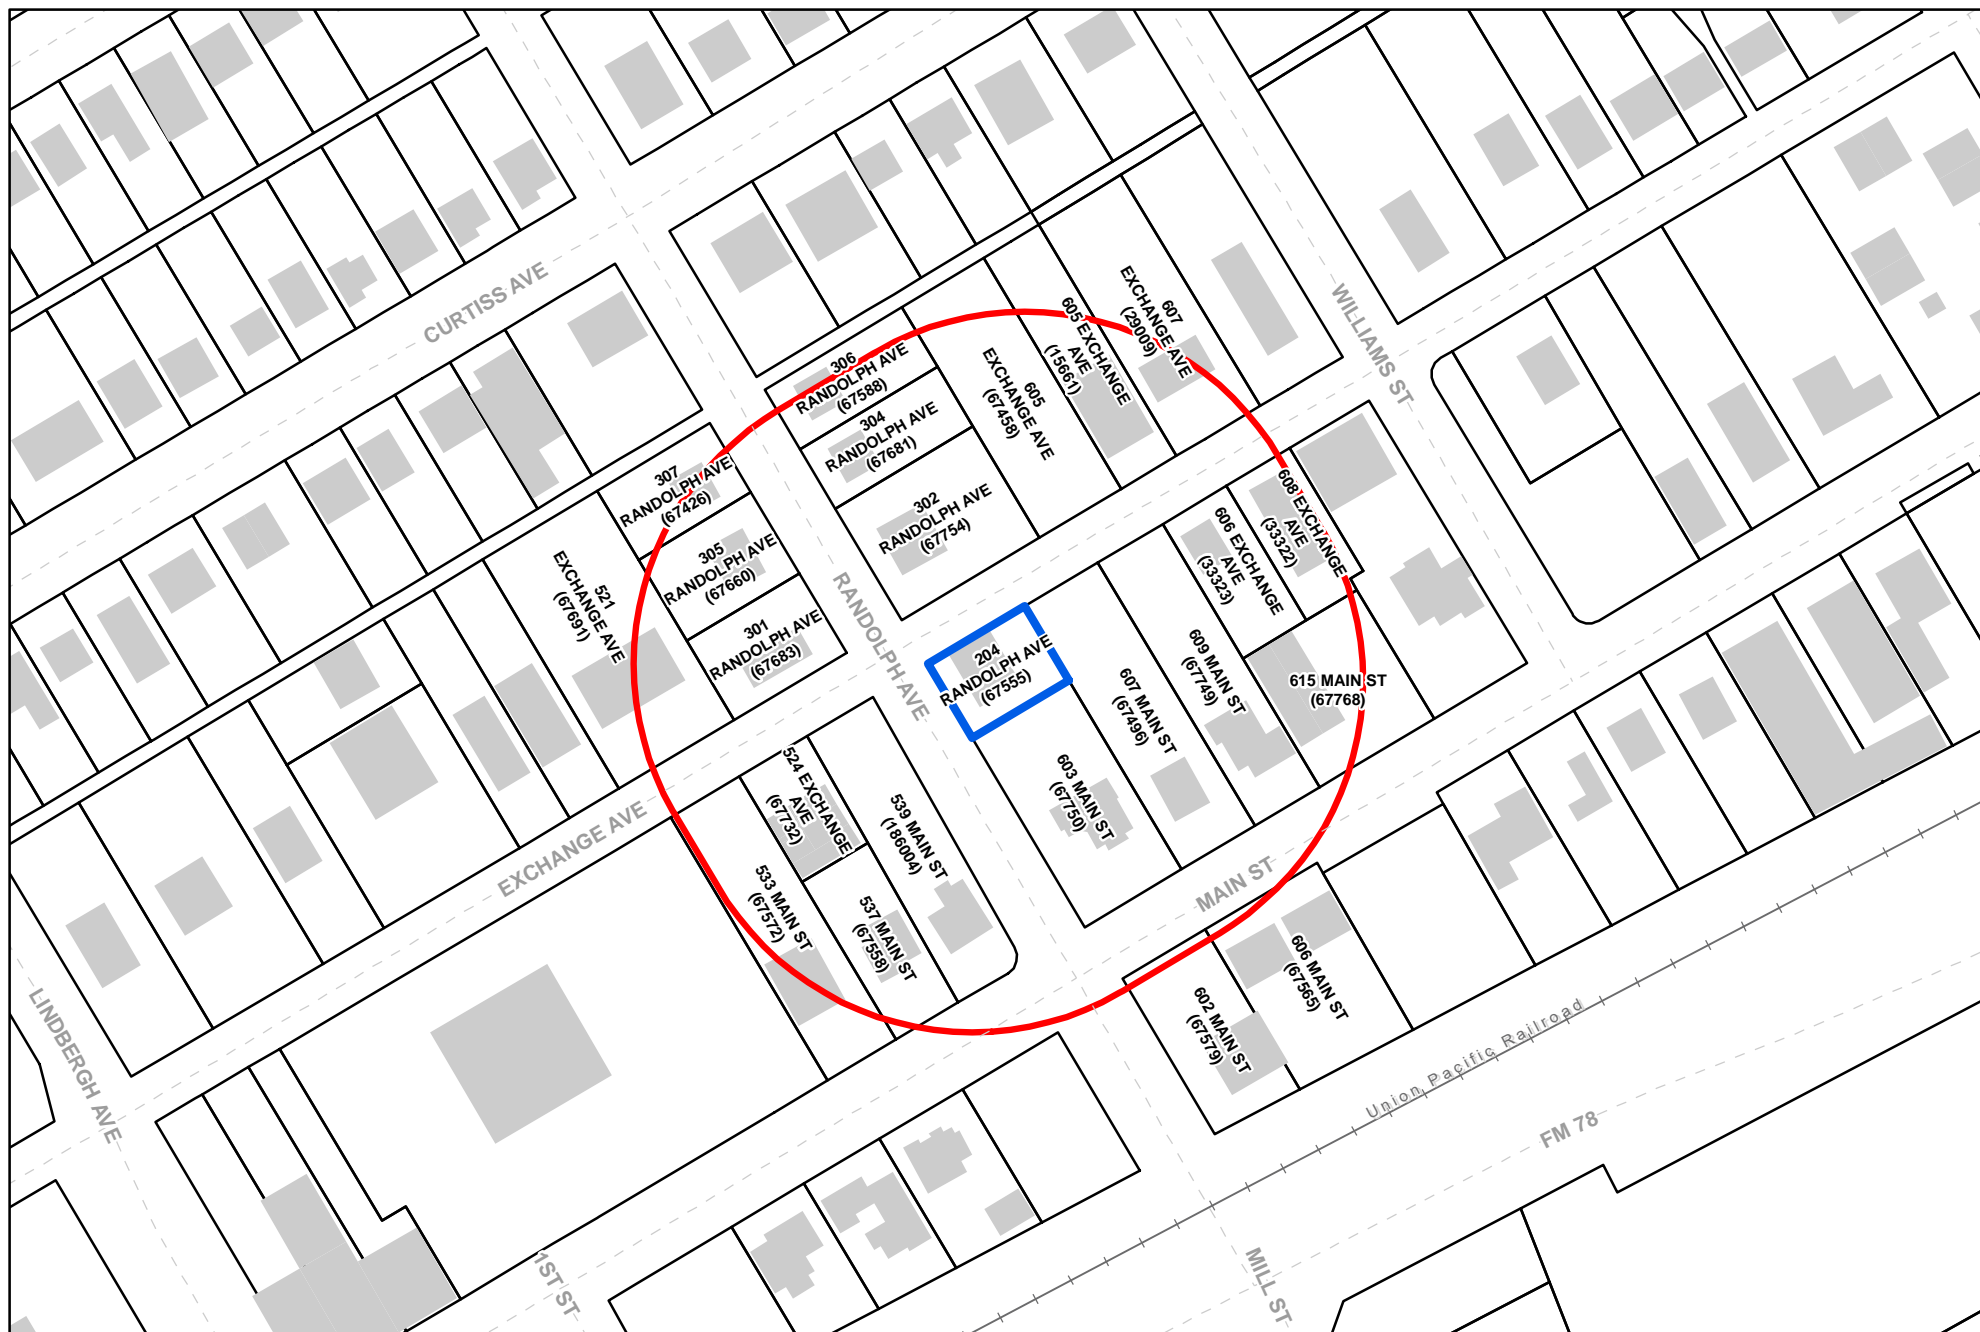 CURTISS AVE
WILLIAMS ST
607
EXCHANGE AVE
(29009)
605 EXCHANGE
AVE
(15661)
605
EXCHANGE AVE
(67458)
306
RANDOLPH AVE
(67588)
304
RANDOLPH AVE
(67681)
302
RANDOLPH AVE
(67754)
307
RANDOLPH AVE
(67426)
305
RANDOLPH AVE
(67660)
301
RANDOLPH AVE
(67683)
521
EXCHANGE AVE
(67691)
RANDOLPH AVE
204
RANDOLPH AVE
(67555)
608 EXCHANGE
AVE
(33322)
606 EXCHANGE
AVE
(33323)
609 MAIN ST
(67749)
615 MAIN ST
(67768)
607 MAIN ST
(67496)
603 MAIN ST
(67750)
524 EXCHANGE
AVE
(67732)
539 MAIN ST
(186004)
533 MAIN ST
(67572)
537 MAIN ST
(67558)
EXCHANGE AVE
MAIN ST
606 MAIN ST
(67565)
602 MAIN ST
(67579)
LINDBERGH AVE
Union Pacific Railroad
FM 78
1ST ST
MILL ST